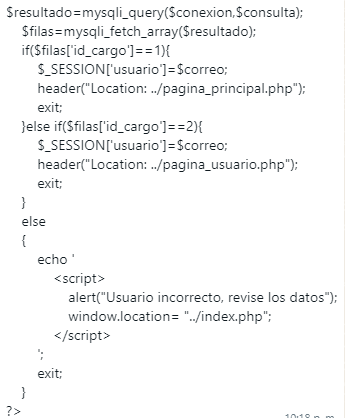 $resultado=mysqli_query($conexion,$consulta);
$filas=mysqli_fetch_array($resultado);
if($filas['id_cargo']==1){
$_SESSION['usuario']=$correo;
header("Location: ../pagina_principal.php");
exit;
}else if($filas['id_cargo']==2){
$_SESSION['usuario']=$correo;
header("Location: ../pagina_usuario.php");
exit;
}
else
{
echo '
<script>
alert("Usuario incorrecto, revise los datos");
window.location= "../index.php";
</script>
';
exit;
}
?>
10:18 p. m.